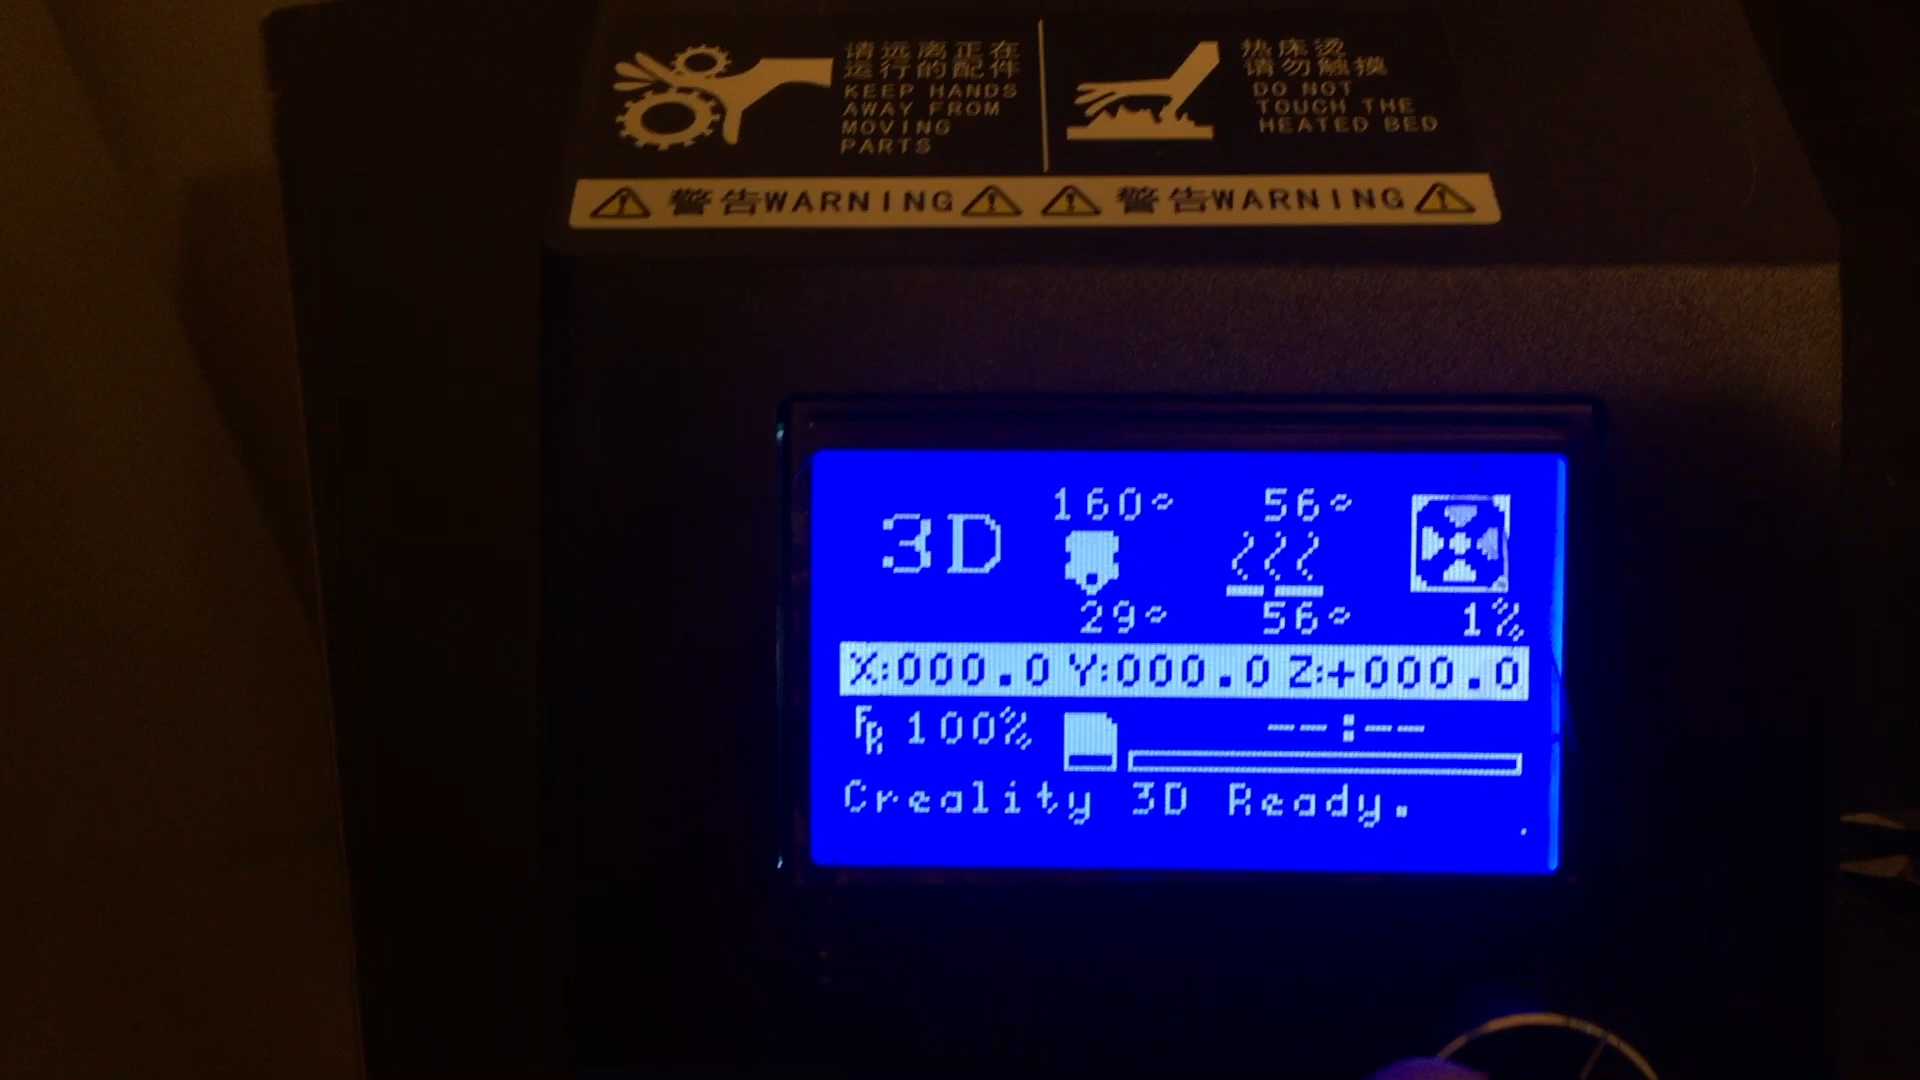 请远离正在
运行的配件
KEEP HANDS
AWAY FROM
MOVING
PARTS
热床烫
请勿触摸
DO NOT
TOUCH THE
HEATED BED
警告WARNING
警告WARNING
3D
160°
56°
29°
56°
1%
X:000.0 Y:000.0 Z:+000.0
FR 100%
--:--
Creality 3D Ready.